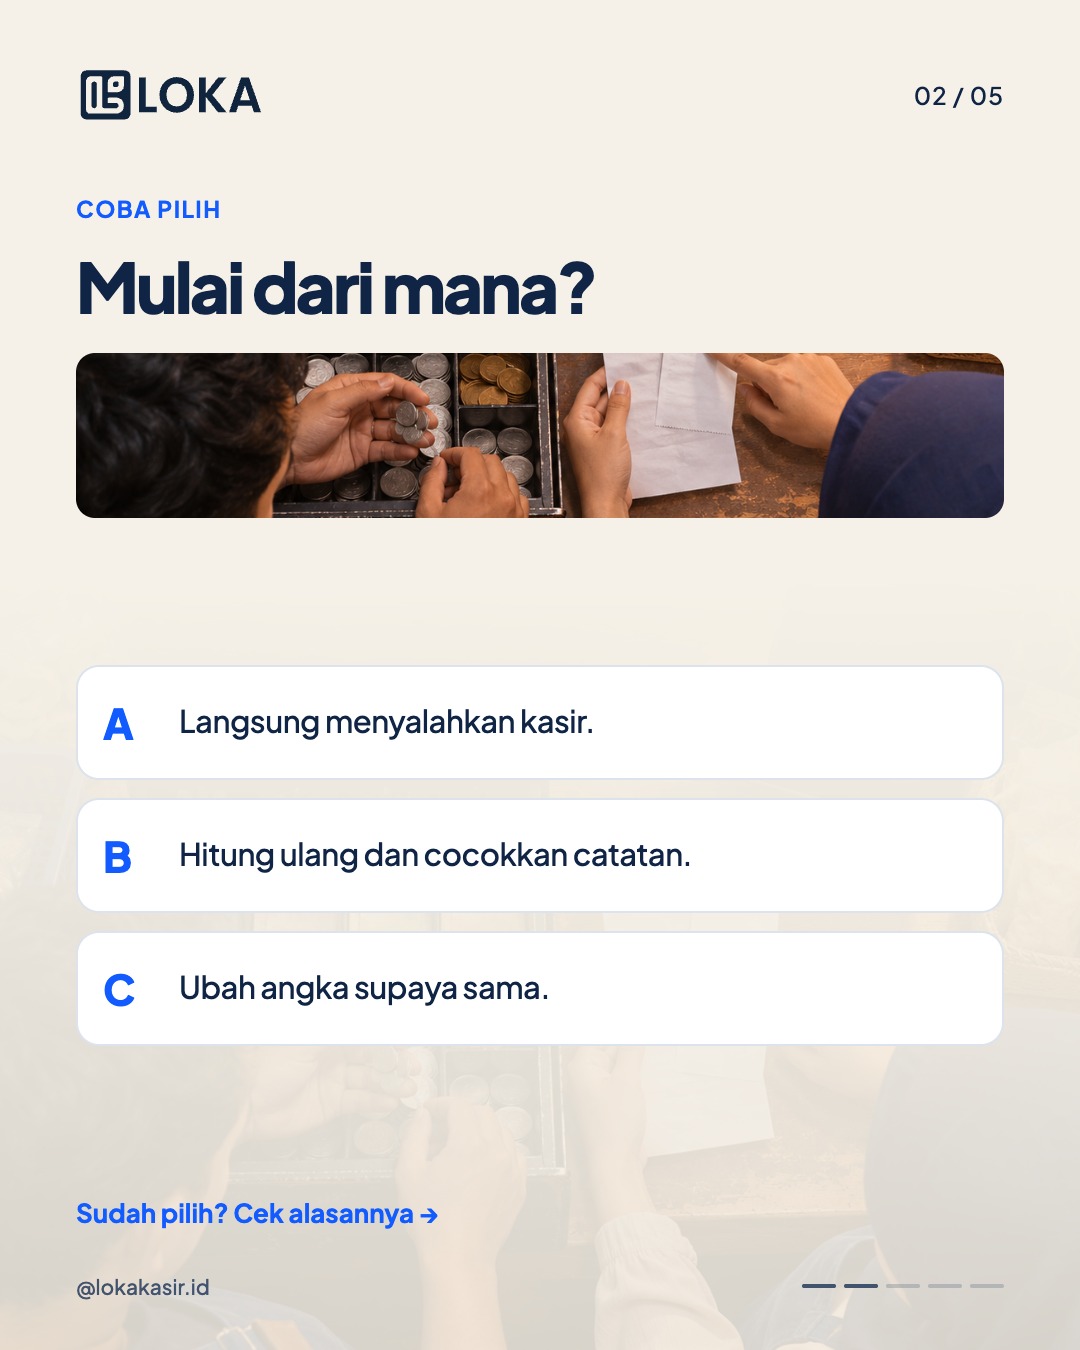 LOKA
02 / 05
COBA PILIH
Mulai dari mana?
A Langsung menyalahkan kasir.
B Hitung ulang dan cocokkan catatan.
C Ubah angka supaya sama.
Sudah pilih? Cek alasannya →
@lokakasir.id